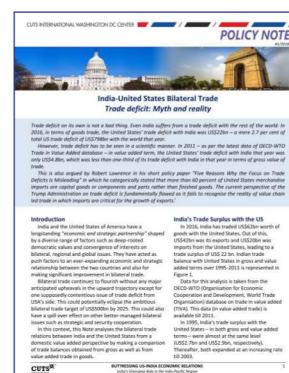 CUTS INTERNATIONAL WASHINGTON DC CENTER
POLICY NOTE
India-United States Bilateral Trade
Trade deficit: Myth and reality
Trade deficit on its own is not a bad thing. Even India suffers from a trade deficit with the rest of the world. In
2016, in terms of goods trade, the United States' trade deficit with India was US$22bn – a mere 2.7 per cent of
total US trade deficit of US$798bn with the world that year.
However, trade deficit has to be seen in a scientific manner. In 2011 – as per the latest data of OECD-WTO
Trade in Value Added database – in value added term, the United States' trade deficit with India that year was
only US$4.8bn, which was less than one-third of its trade deficit with India in that year in terms of gross value of
trade.
This is also argued by Robert Lawrence in his short policy paper "Five Reasons Why the Focus on Trade
Deficits Is Misleading" in which he categorically stated that more than 60 percent of United States merchandise
imports are capital goods or components and parts rather than finished goods. The current perspective of the
Trump Administration on trade deficit is fundamentally flawed as it fails to recognise the reality of value chain
led trade in which imports are critical for the growth of exports.
Introduction
India and the United States of America have a
longstanding "economic and strategic partnership" shaped
by a diverse range of factors such as deep-rooted
democratic values and convergence of interests on
bilateral, regional and global issues. They have acted as
push factors to an ever-expanding economic and strategic
relationship between the two countries and also for
making significant improvement in bilateral trade.
Bilateral trade continues to flourish without any major
anticipated upheavals in the upward trajectory except for
one supposedly contentious issue of trade deficit from
USA's side. This could potentially eclipse the ambitious
bilateral trade target of US$500bn by 2025. This could also
have a spill over effect on other better-managed bilateral
issues such as strategic and security cooperation.
In this context, this Note analyses the bilateral trade
relations between India and the United States from a
domestic value added perspective by making a comparison
of trade balances obtained from gross as well as from
value added trade in goods.
India's Trade Surplus with the US
In 2016, India has traded US$62bn worth of
goods with the United States. Out of this,
US$42bn was its exports and US$20bn was
imports from the United States, leading to a
trade surplus of US$ 22 bn. Indian trade
balance with United States in gross and value
added terms over 1995-2011 is represented in
Figure 1.
Data for this analysis is taken from the
OECD-WTO (Organisation for Economic
Cooperation and Development, World Trade
Organisation) database on trade in value added
(TiVA). This data (in value added trade) is
available till 2011.
In 1995, India's trade surplus with the
United States – in both gross and value added
terms – were almost at the same level
(US$2.7bn and US$2.9bn, respectively).
Thereafter, both expanded at an increasing rate
till 2003.
CUTS
BUTTRESSING US-INDIA ECONOMIC RELATIONS
India's Emerging Role in the Indo-Pacific Region
1